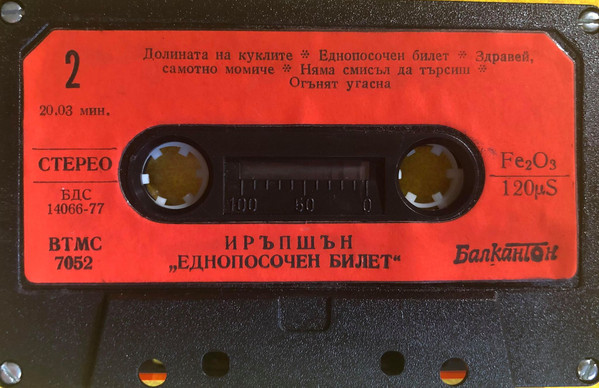 2
Долината на куклите * Еднопосочен билет * Здравей,
самотно момиче * Няма смисъл да търсиш *
Огънят угасна
20.03 мин.
СТЕРЕО
БДС
14066-77
ВТМС
7052
Fe₂O₃
120μS
100 50 0
ИРЪПШЪН
„ЕДНОПОСОЧЕН БИЛЕТ“
Балкантон